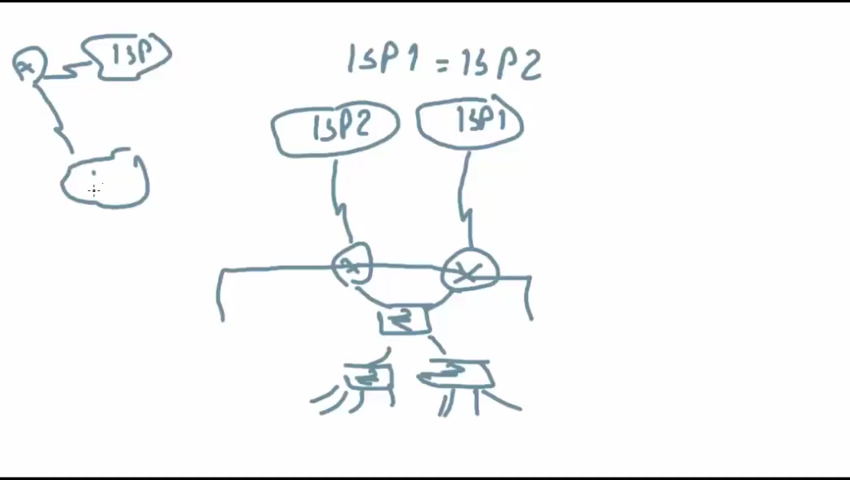 ISP
ISP1 = ISP2
ISP2
ISP1